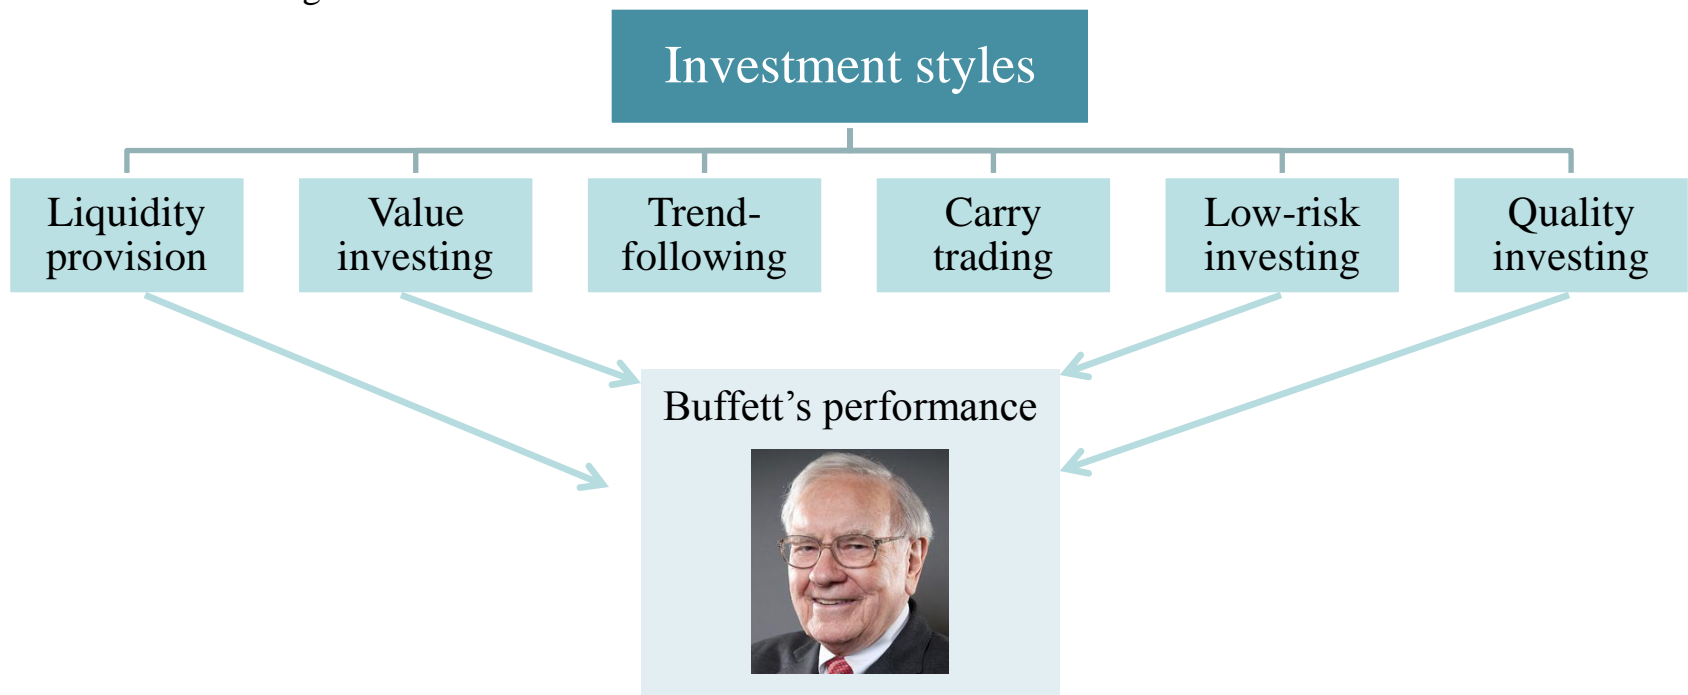 Investment styles
Liquidity
provision
Value
investing
Trend-
following
Carry
trading
Low-risk
investing
Quality
investing
Buffett’s performance